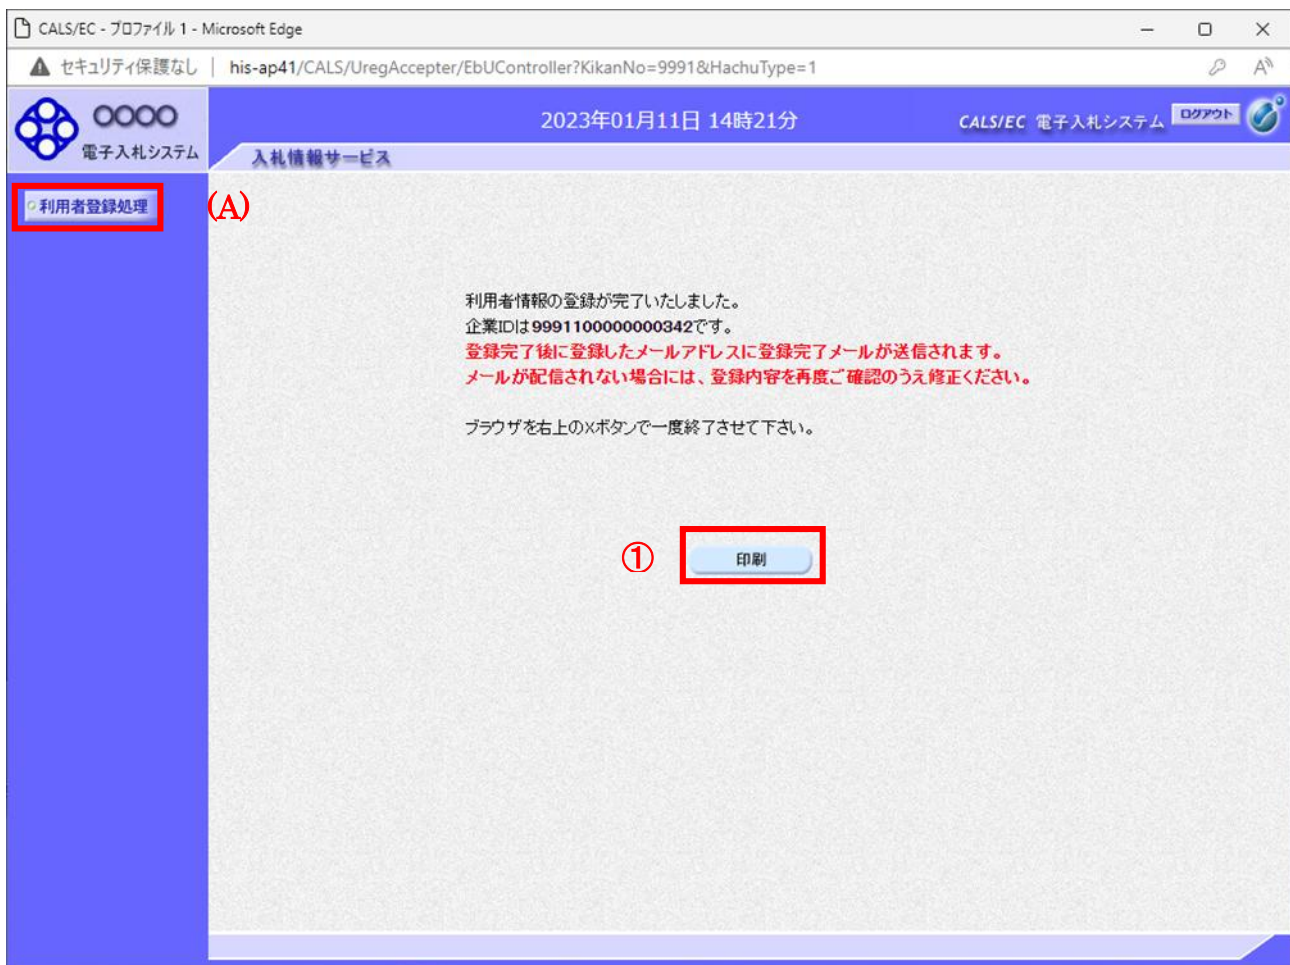 CALS/EC - プロファイル 1 - Microsoft Edge
セキュリティ保護なし | his-ap41/CALS/UregAccepter/EbUController?KikanNo=9991&HachuType=1
○○○○
電子入札システム
2023年01月11日 14時21分
CALS/EC 電子入札システム
ログアウト
入札情報サービス
利用者登録処理
(A)
利用者情報の登録が完了いたしました。
企業IDは9991100000000342です。
登録完了後に登録したメールアドレスに登録完了メールが送信されます。
メールが配信されない場合には、登録内容を再度ご確認のうえ修正ください。
ブラウザを右上の×ボタンで一度終了させて下さい。
① 印刷